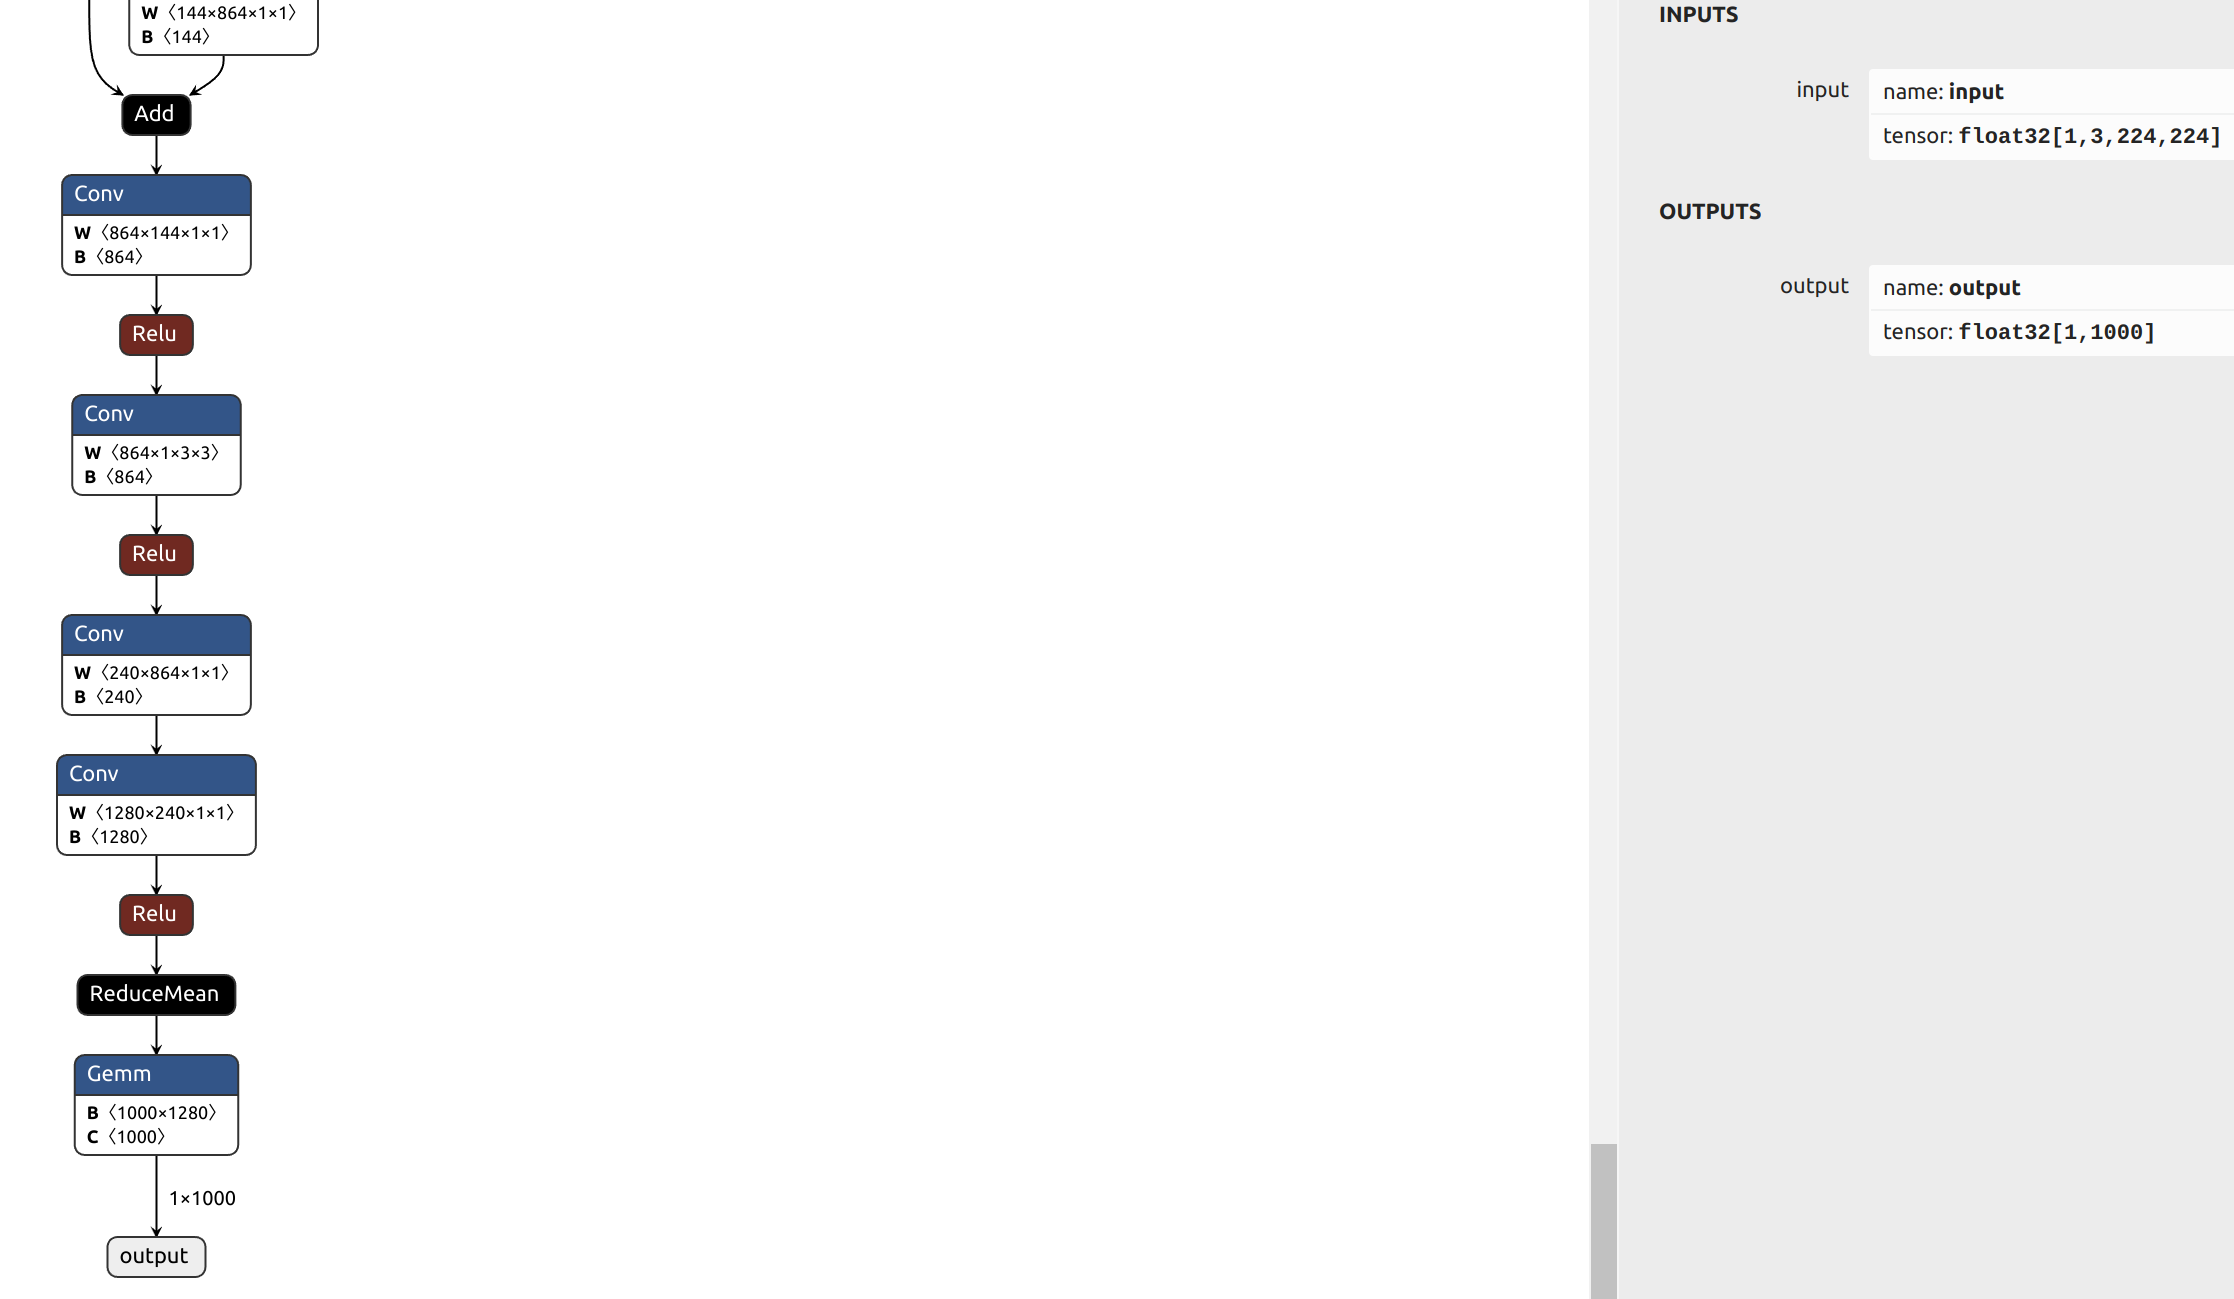 W 〈144×864×1×1〉
B 〈144〉
Add
Conv
W 〈864×144×1×1〉
B 〈864〉
Relu
Conv
W 〈864×1×3×3〉
B 〈864〉
Relu
Conv
W 〈240×864×1×1〉
B 〈240〉
Conv
W 〈1280×240×1×1〉
B 〈1280〉
Relu
ReduceMean
Gemm
B 〈1000×1280〉
C 〈1000〉
1×1000
output
INPUTS
input
name: input
tensor: float32[1,3,224,224]
OUTPUTS
output
name: output
tensor: float32[1,1000]